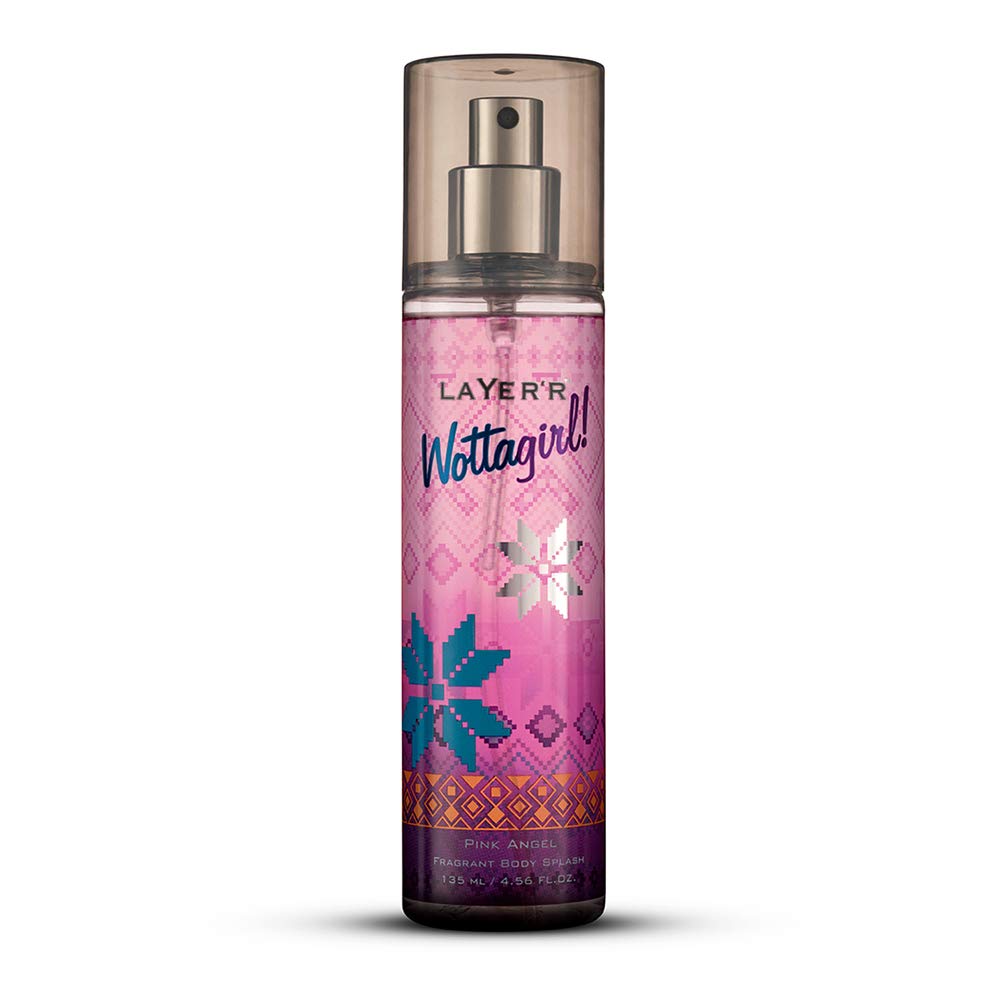 LAYER'R
Wottagirl!
PINK ANGEL
FRAGRANT BODY SPLASH
135 ML / 4.56 FL.OZ.